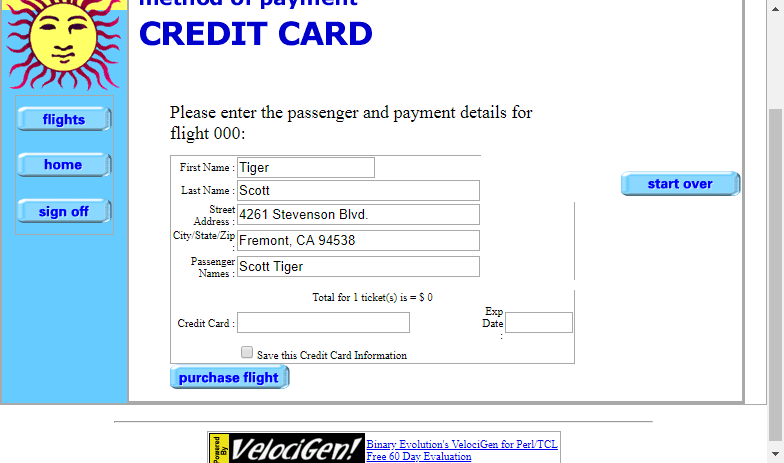 method of payment
CREDIT CARD
flights
home
sign off
start over
Please enter the passenger and payment details for
flight 000:
First Name : Tiger
Last Name : Scott
Street
Address : 4261 Stevenson Blvd.
City/State/Zip
: Fremont, CA 94538
Passenger
Names : Scott Tiger
Total for 1 ticket(s) is = $ 0
Credit Card :
Exp
Date
:
Save this Credit Card Information
purchase flight
Powered
By
VelociGen!
Binary Evolution's VelociGen for Perl/TCL
Free 60 Day Evaluation